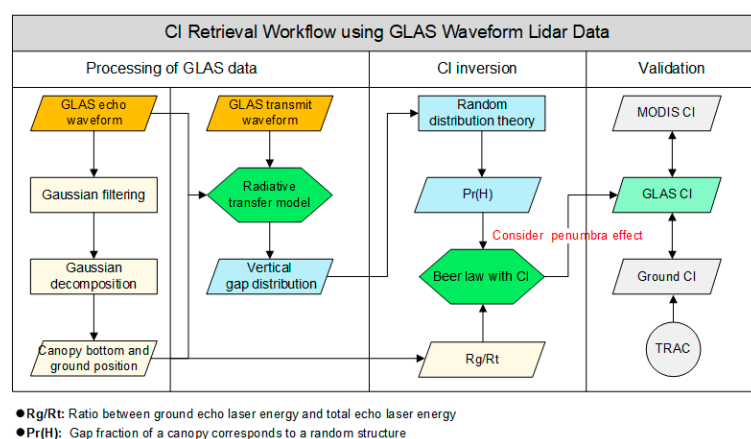 CI Retrieval Workflow using GLAS Waveform Lidar Data
Processing of GLAS data
CI inversion
Validation
GLAS echo
waveform
GLAS transmit
waveform
Random
distribution theory
MODIS CI
Gaussian filtering
Radiative
transfer model
Pr(H)
GLAS CI
Consider penumbra effect
Gaussian
decomposition
Vertical
gap distribution
Beer law with CI
Ground CI
Canopy bottom and
ground position
Rg/Rt
TRAC
●Rg/Rt: Ratio between ground echo laser energy and total echo laser energy
●Pr(H): Gap fraction of a canopy corresponds to a random structure